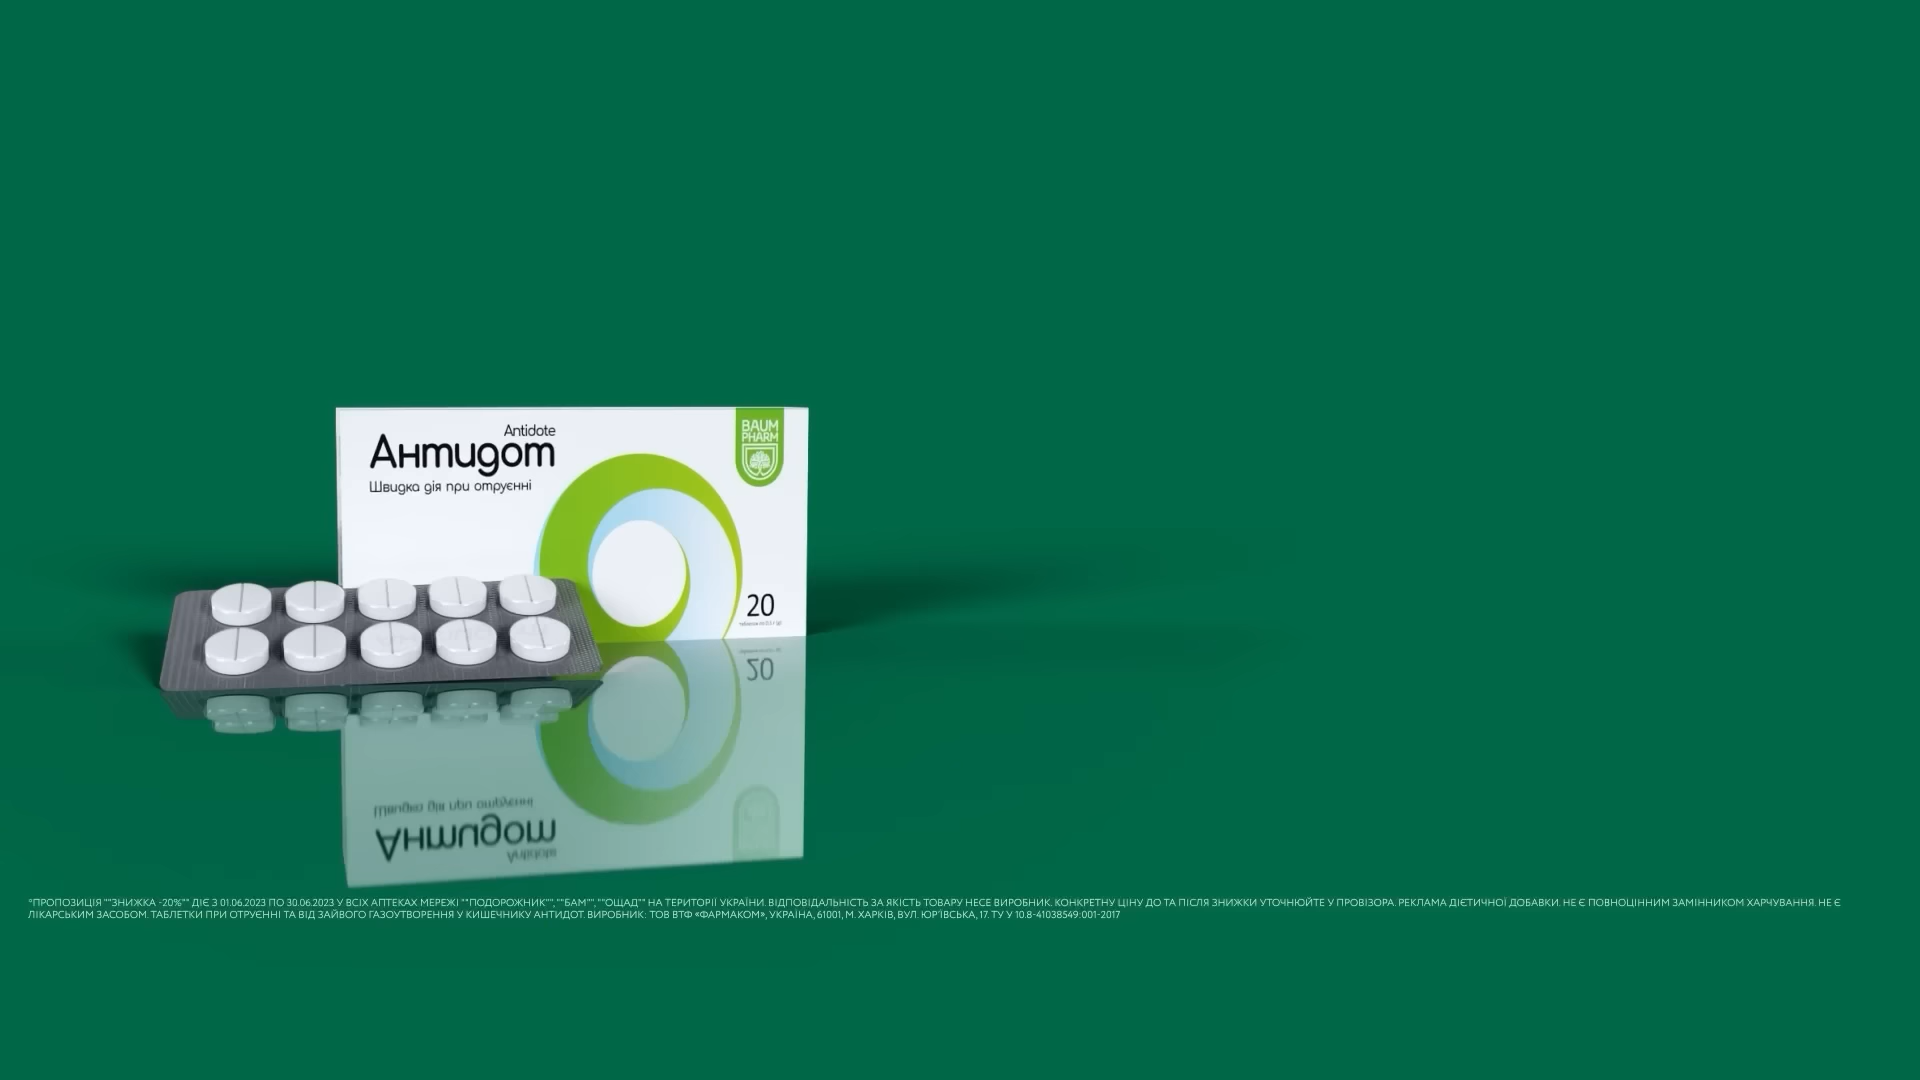 Antidote
Антидот
Швидка дія при отруєнні
BAUM
PHARM
20
таблеток по 0,5 г (g)
*ПРОПОЗИЦІЯ ""ЗНИЖКА -20%"" ДІЄ З 01.06.2023 ПО 30.06.2023 У ВСІХ АПТЕКАХ МЕРЕЖІ ""ПОДОРОЖНИК"", ""БАМ"", ""ОЩАД"" НА ТЕРИТОРІЇ УКРАЇНИ. ВІДПОВІДАЛЬНІСТЬ ЗА ЯКІСТЬ ТОВАРУ НЕСЕ ВИРОБНИК. КОНКРЕТНУ ЦІНУ ДО ТА ПІСЛЯ ЗНИЖКИ УТОЧНЮЙТЕ У ПРОВІЗОРА. РЕКЛАМА ДІЄТИЧНОЇ ДОБАВКИ. НЕ Є ПОВНОЦІННИМ ЗАМІННИКОМ ХАРЧУВАННЯ. НЕ Є
ЛІКАРСЬКИМ ЗАСОБОМ. ТАБЛЕТКИ ПРИ ОТРУЄННІ ТА ВІД ЗАЙВОГО ГАЗОУТВОРЕННЯ У КИШЕЧНИКУ АНТИДОТ. ВИРОБНИК: ТОВ ВТФ «ФАРМАКОМ», УКРАЇНА, 61001, М. ХАРКІВ, ВУЛ. ЮР'ЇВСЬКА, 17. ТУ У 10.8-41038549:001-2017